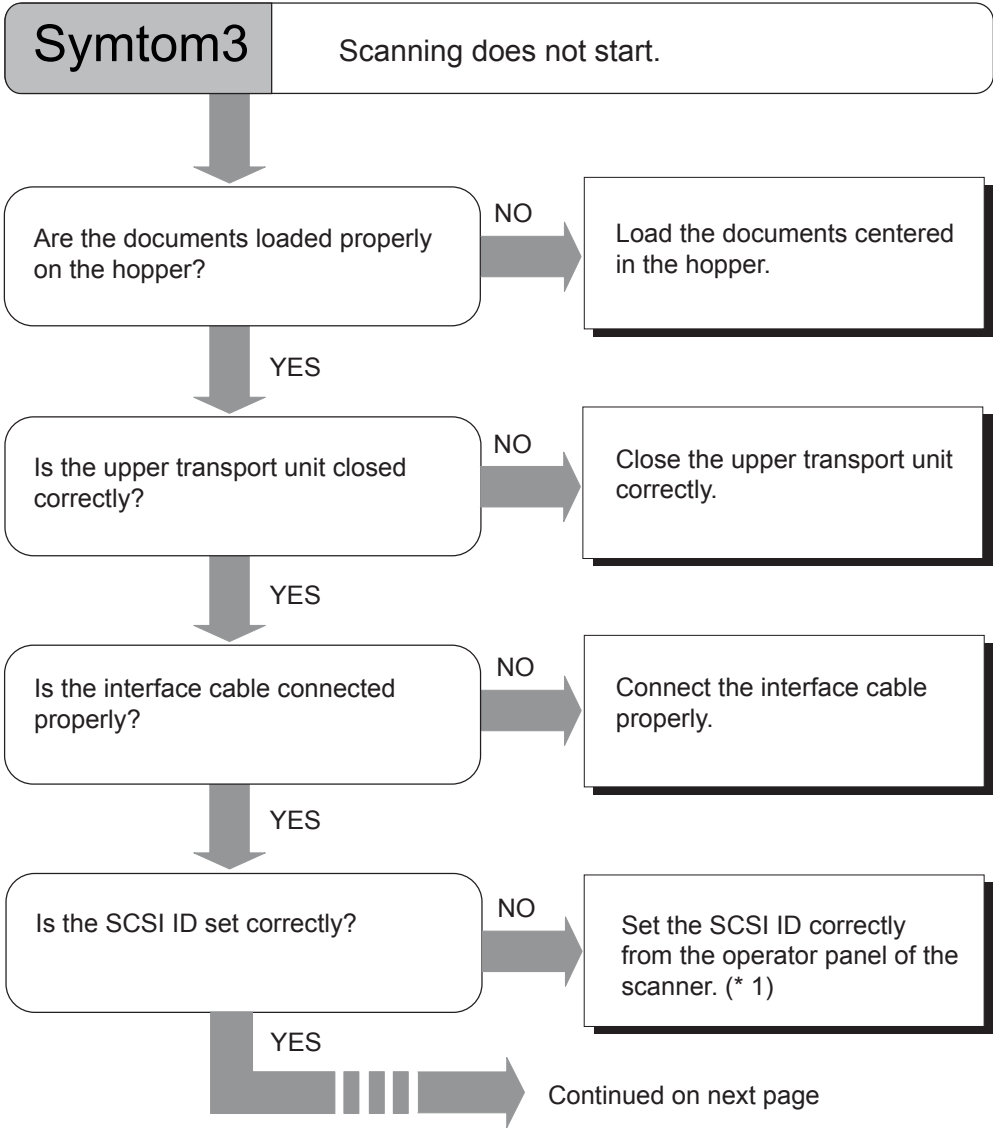 Symtom3
Scanning does not start.
Are the documents loaded properly
on the hopper?
NO
Load the documents centered
in the hopper.
YES
Is the upper transport unit closed
correctly?
NO
Close the upper transport unit
correctly.
YES
Is the interface cable connected
properly?
NO
Connect the interface cable
properly.
YES
Is the SCSI ID set correctly?
NO
Set the SCSI ID correctly
from the operator panel of the
scanner. (* 1)
YES
Continued on next page